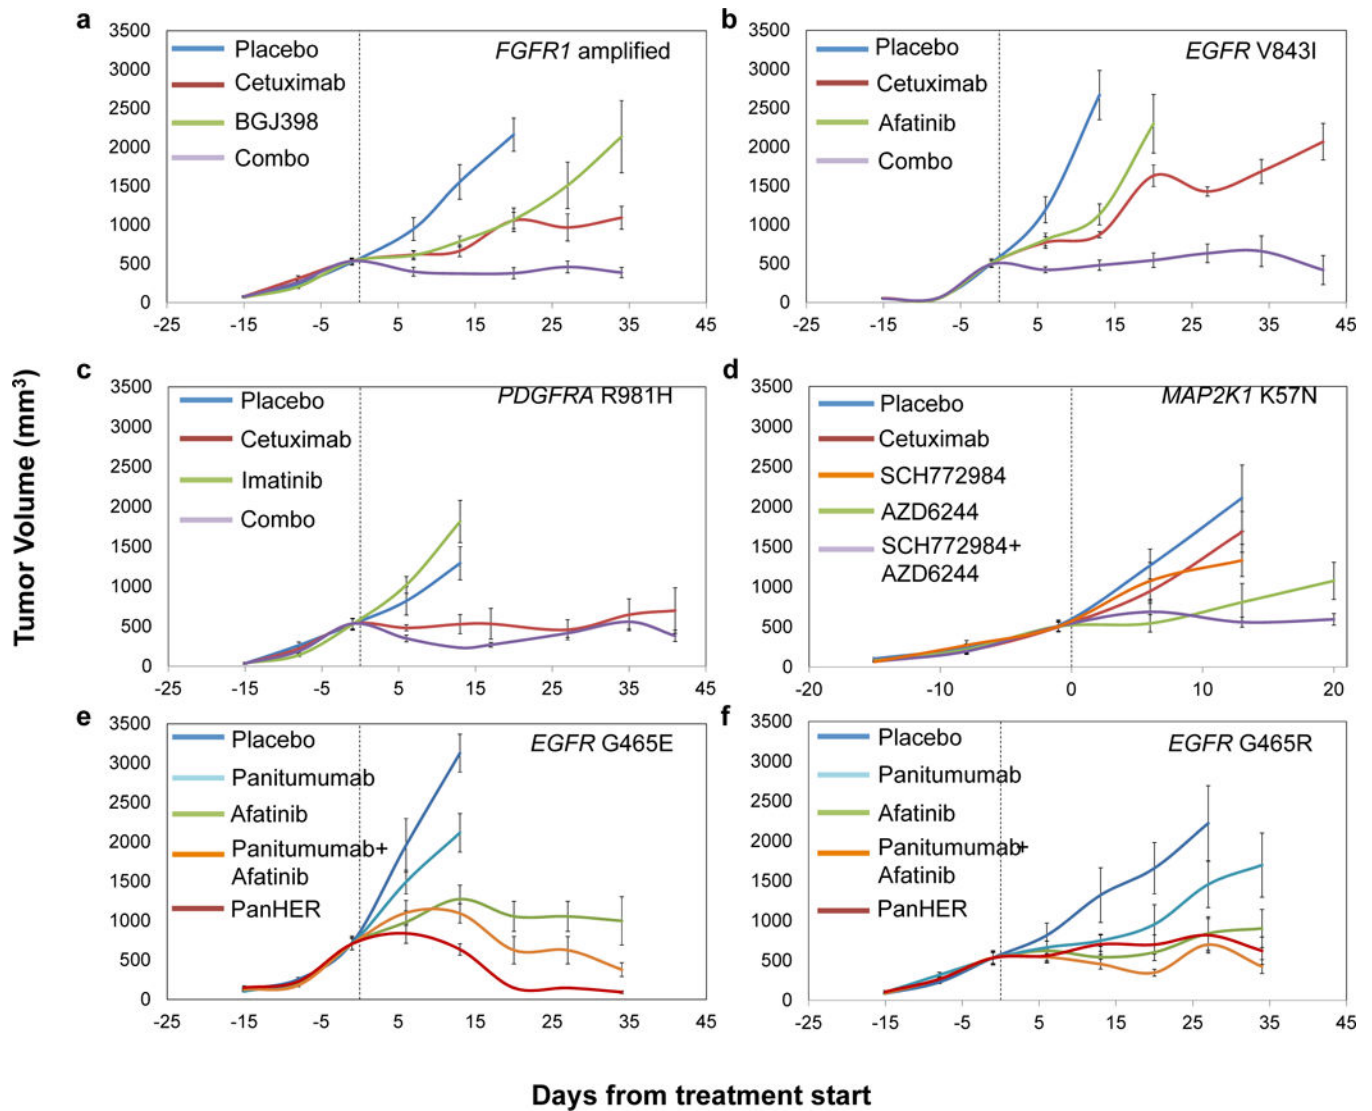 a
FGFR1 amplified
Placebo
Cetuximab
BGJ398
Combo
3500
3000
2500
2000
1500
1000
500
0
-25 -15 -5 5 15 25 35 45
b
EGFR V843I
Placebo
Cetuximab
Afatinib
Combo
3500
3000
2500
2000
1500
1000
500
0
-25 -15 -5 5 15 25 35 45
Tumor Volume (mm³)
c
PDGFRA R981H
Placebo
Cetuximab
Imatinib
Combo
3500
3000
2500
2000
1500
1000
500
0
-25 -15 -5 5 15 25 35 45
d
MAP2K1 K57N
Placebo
Cetuximab
SCH772984
AZD6244
SCH772984+
AZD6244
3500
3000
2500
2000
1500
1000
500
0
-20 -10 0 10 20
e
EGFR G465E
Placebo
Panitumumab
Afatinib
Panitumumab+
Afatinib
PanHER
3500
3000
2500
2000
1500
1000
500
0
-25 -15 -5 5 15 25 35 45
f
EGFR G465R
Placebo
Panitumumab
Afatinib
Panitumumab+
Afatinib
PanHER
3500
3000
2500
2000
1500
1000
500
0
-25 -15 -5 5 15 25 35 45
Days from treatment start